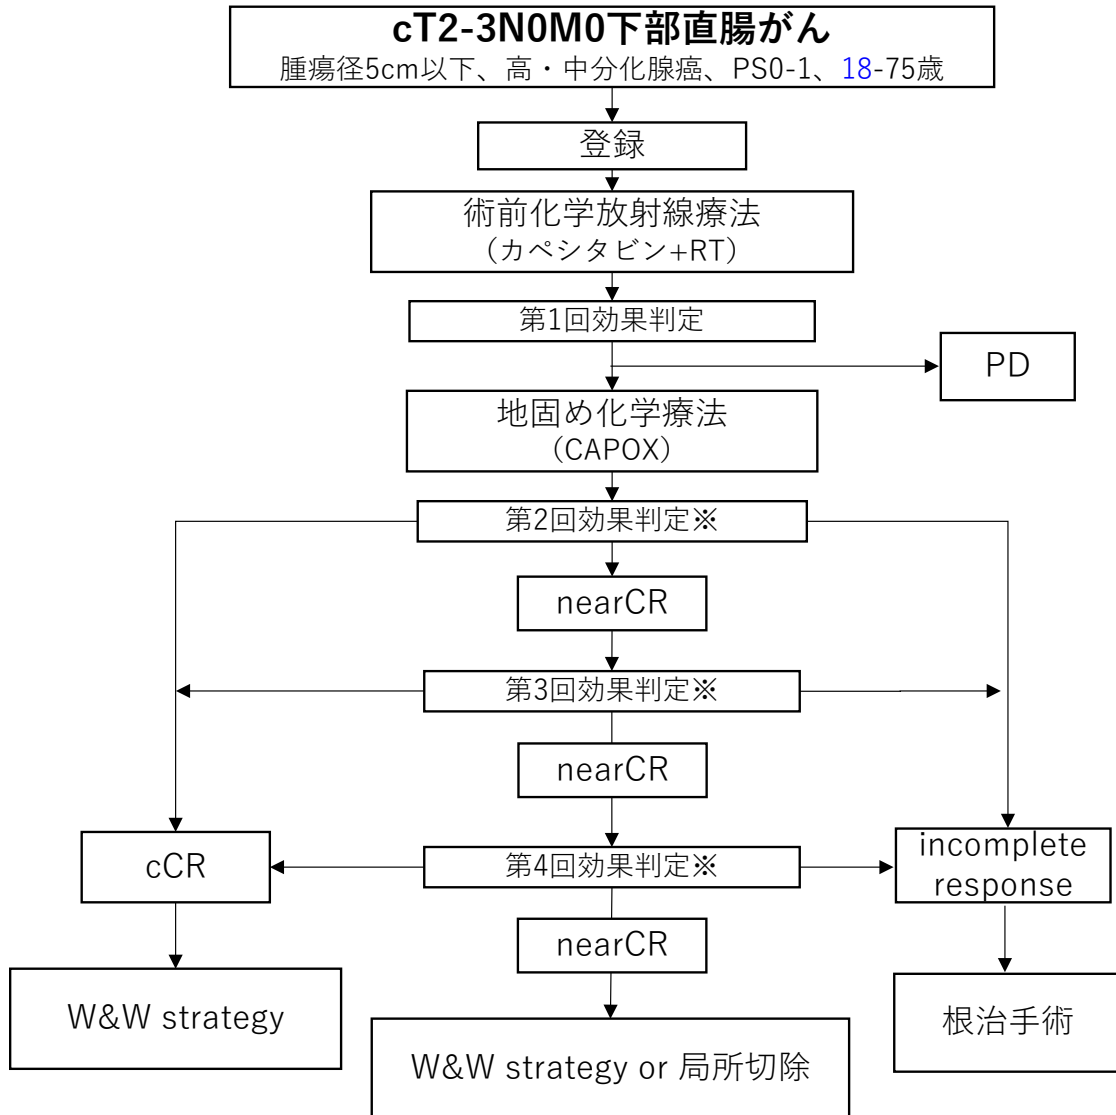 cT2-3N0M0下部直腸がん
腫瘍径5cm以下、高・中分化腺癌、PS0-1、18-75歳
登録
術前化学放射線療法
（カペシタビン+RT）
第1回効果判定
PD
地固め化学療法
（CAPOX）
第2回効果判定※
nearCR
第3回効果判定※
nearCR
cCR
第4回効果判定※
incomplete
response
nearCR
W&W strategy
根治手術
W&W strategy or 局所切除